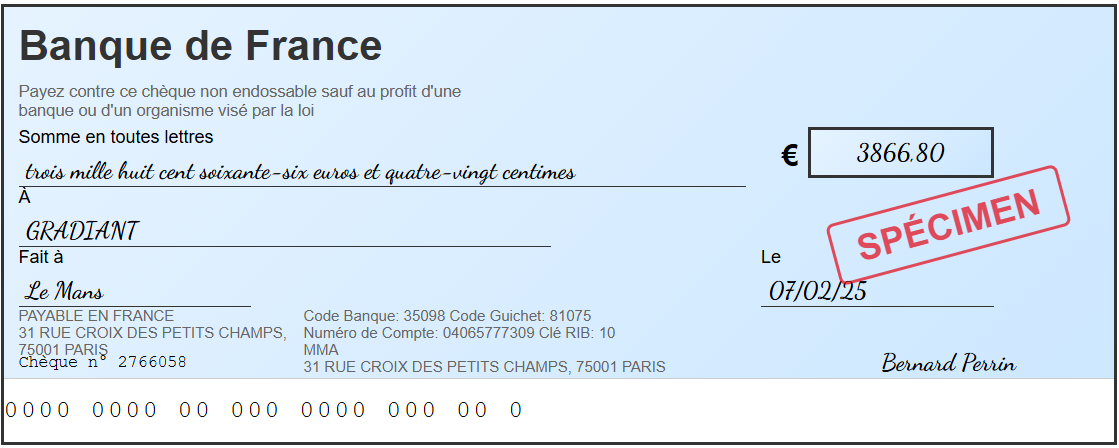 Banque de France
Payez contre ce chèque non endossable sauf au profit d'une
banque ou d'un organisme visé par la loi
Somme en toutes lettres
trois mille huit cent soixante-six euros et quatre-vingt centimes
€ 3866.80
À
GRADIANT
SPÉCIMEN
Fait à
Le Mans
Le
07/02/25
PAYABLE EN FRANCE
31 RUE CROIX DES PETITS CHAMPS,
75001 PARIS
Chèque n° 2766058
Code Banque: 35098 Code Guichet: 81075
Numéro de Compte: 04065777309 Clé RIB: 10
MMA
31 RUE CROIX DES PETITS CHAMPS, 75001 PARIS
Bernard Perrin
0000 0000 00 000 0000 000 00 0